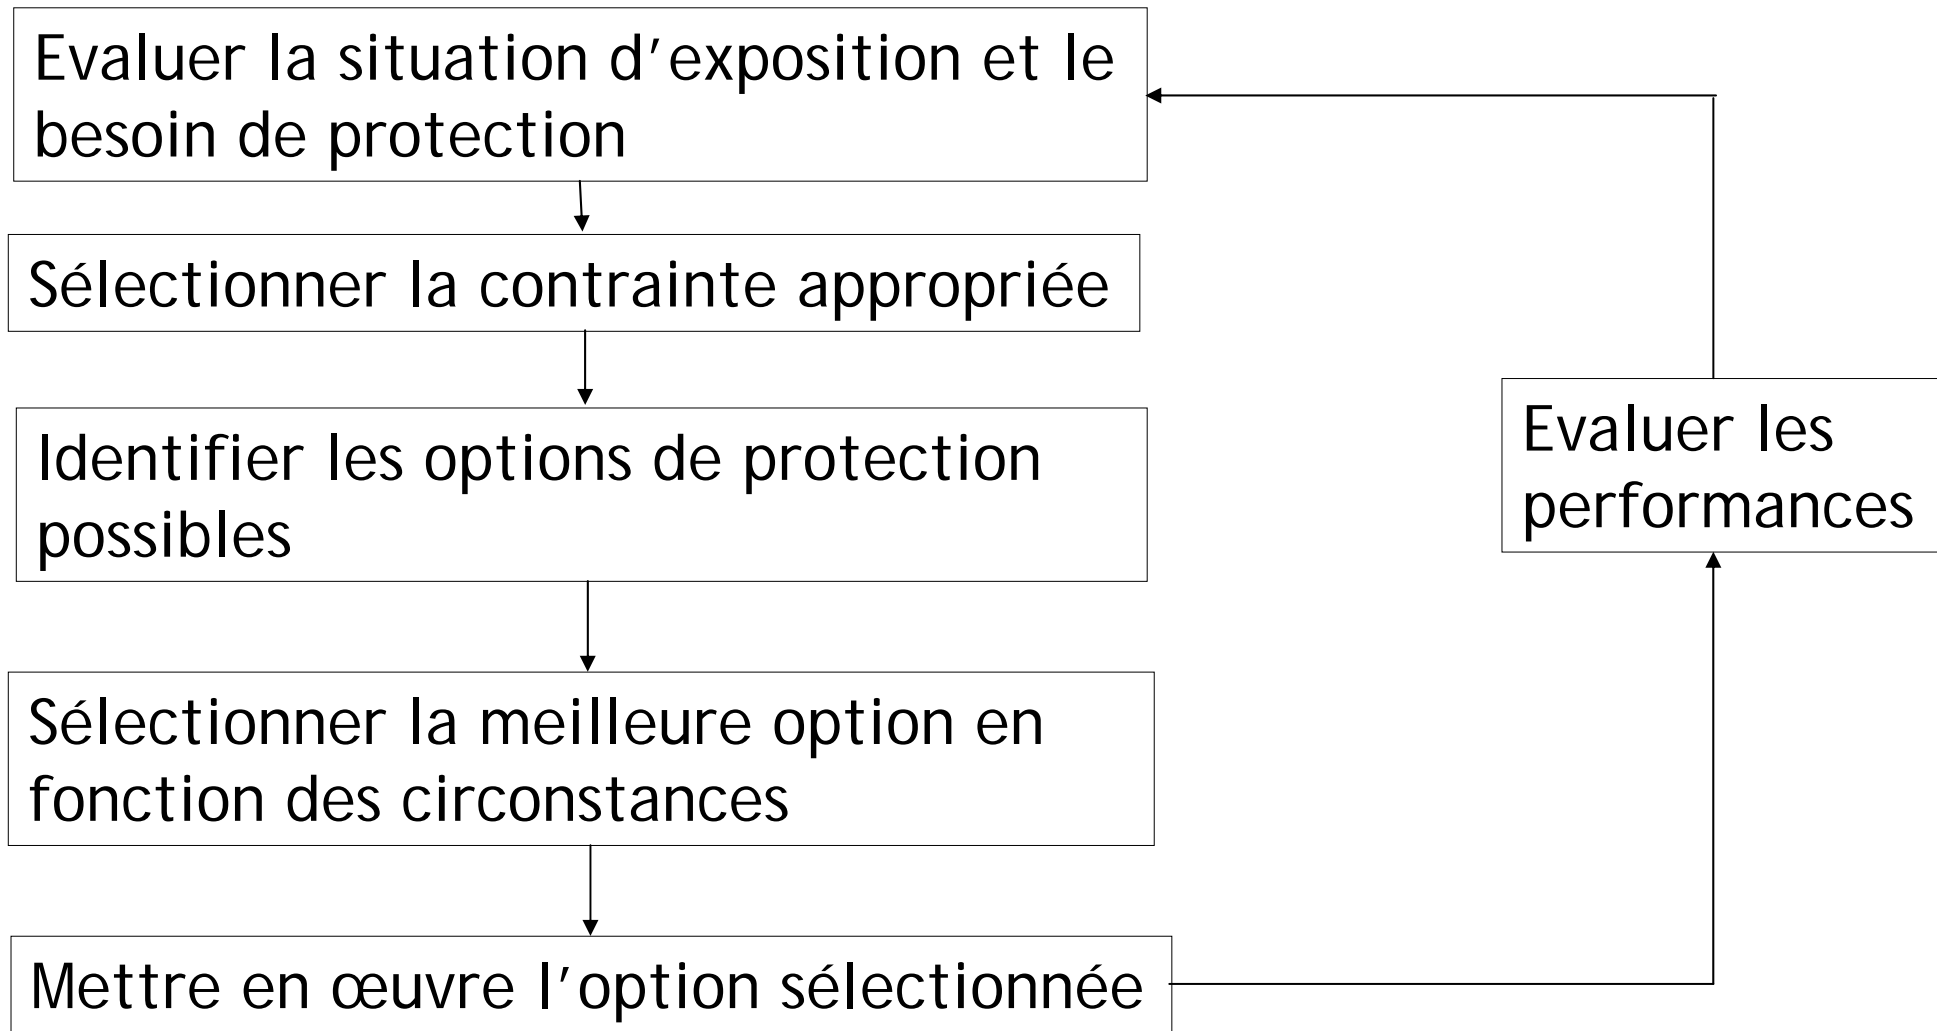 Evaluer la situation d’exposition et le
besoin de protection
Sélectionner la contrainte appropriée
Identifier les options de protection
possibles
Sélectionner la meilleure option en
fonction des circonstances
Mettre en œuvre l’option sélectionnée
Evaluer les
performances